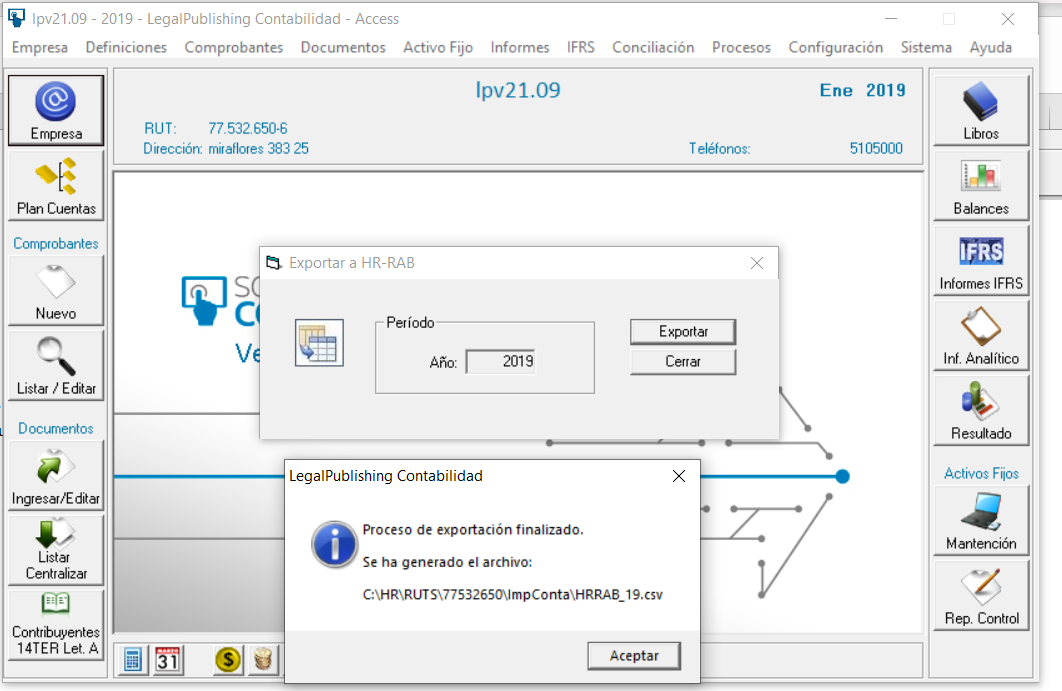 lpv21.09 - 2019 - LegalPublishing Contabilidad - Access
Empresa Definiciones Comprobantes Documentos Activo Fijo Informes IFRS Conciliación Procesos Configuración Sistema Ayuda
Empresa
Plan Cuentas
Comprobantes
Nuevo
Listar / Editar
Documentos
Ingresar/Editar
Listar
Centralizar
Contribuyentes
14TER Let. A
lpv21.09
Ene 2019
RUT: 77.532.650-6
Dirección: miraflores 383 25
Teléfonos: 5105000
Exportar a HR-RAB
Período
Año: 2019
Exportar
Cerrar
LegalPublishing Contabilidad
Proceso de exportación finalizado.
Se ha generado el archivo:
C:\HR\RUTS\77532650\ImpConta\HRRAB_19.csv
Aceptar
MARZO
31
$
Libros
Balances
IFRS
Informes IFRS
Inf. Analítico
Resultado
Activos Fijos
Mantención
Rep. Control